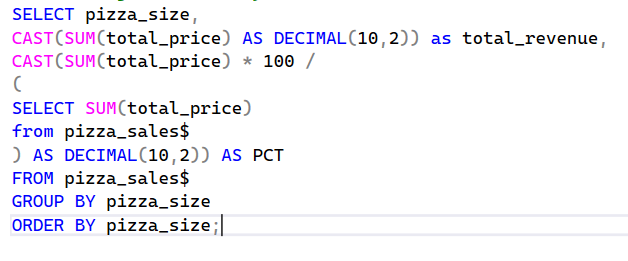 SELECT pizza_size,
CAST(SUM(total_price) AS DECIMAL(10,2)) as total_revenue,
CAST(SUM(total_price) * 100 /
(
SELECT SUM(total_price)
from pizza_sales$
) AS DECIMAL(10,2)) AS PCT
FROM pizza_sales$
GROUP BY pizza_size
ORDER BY pizza_size;